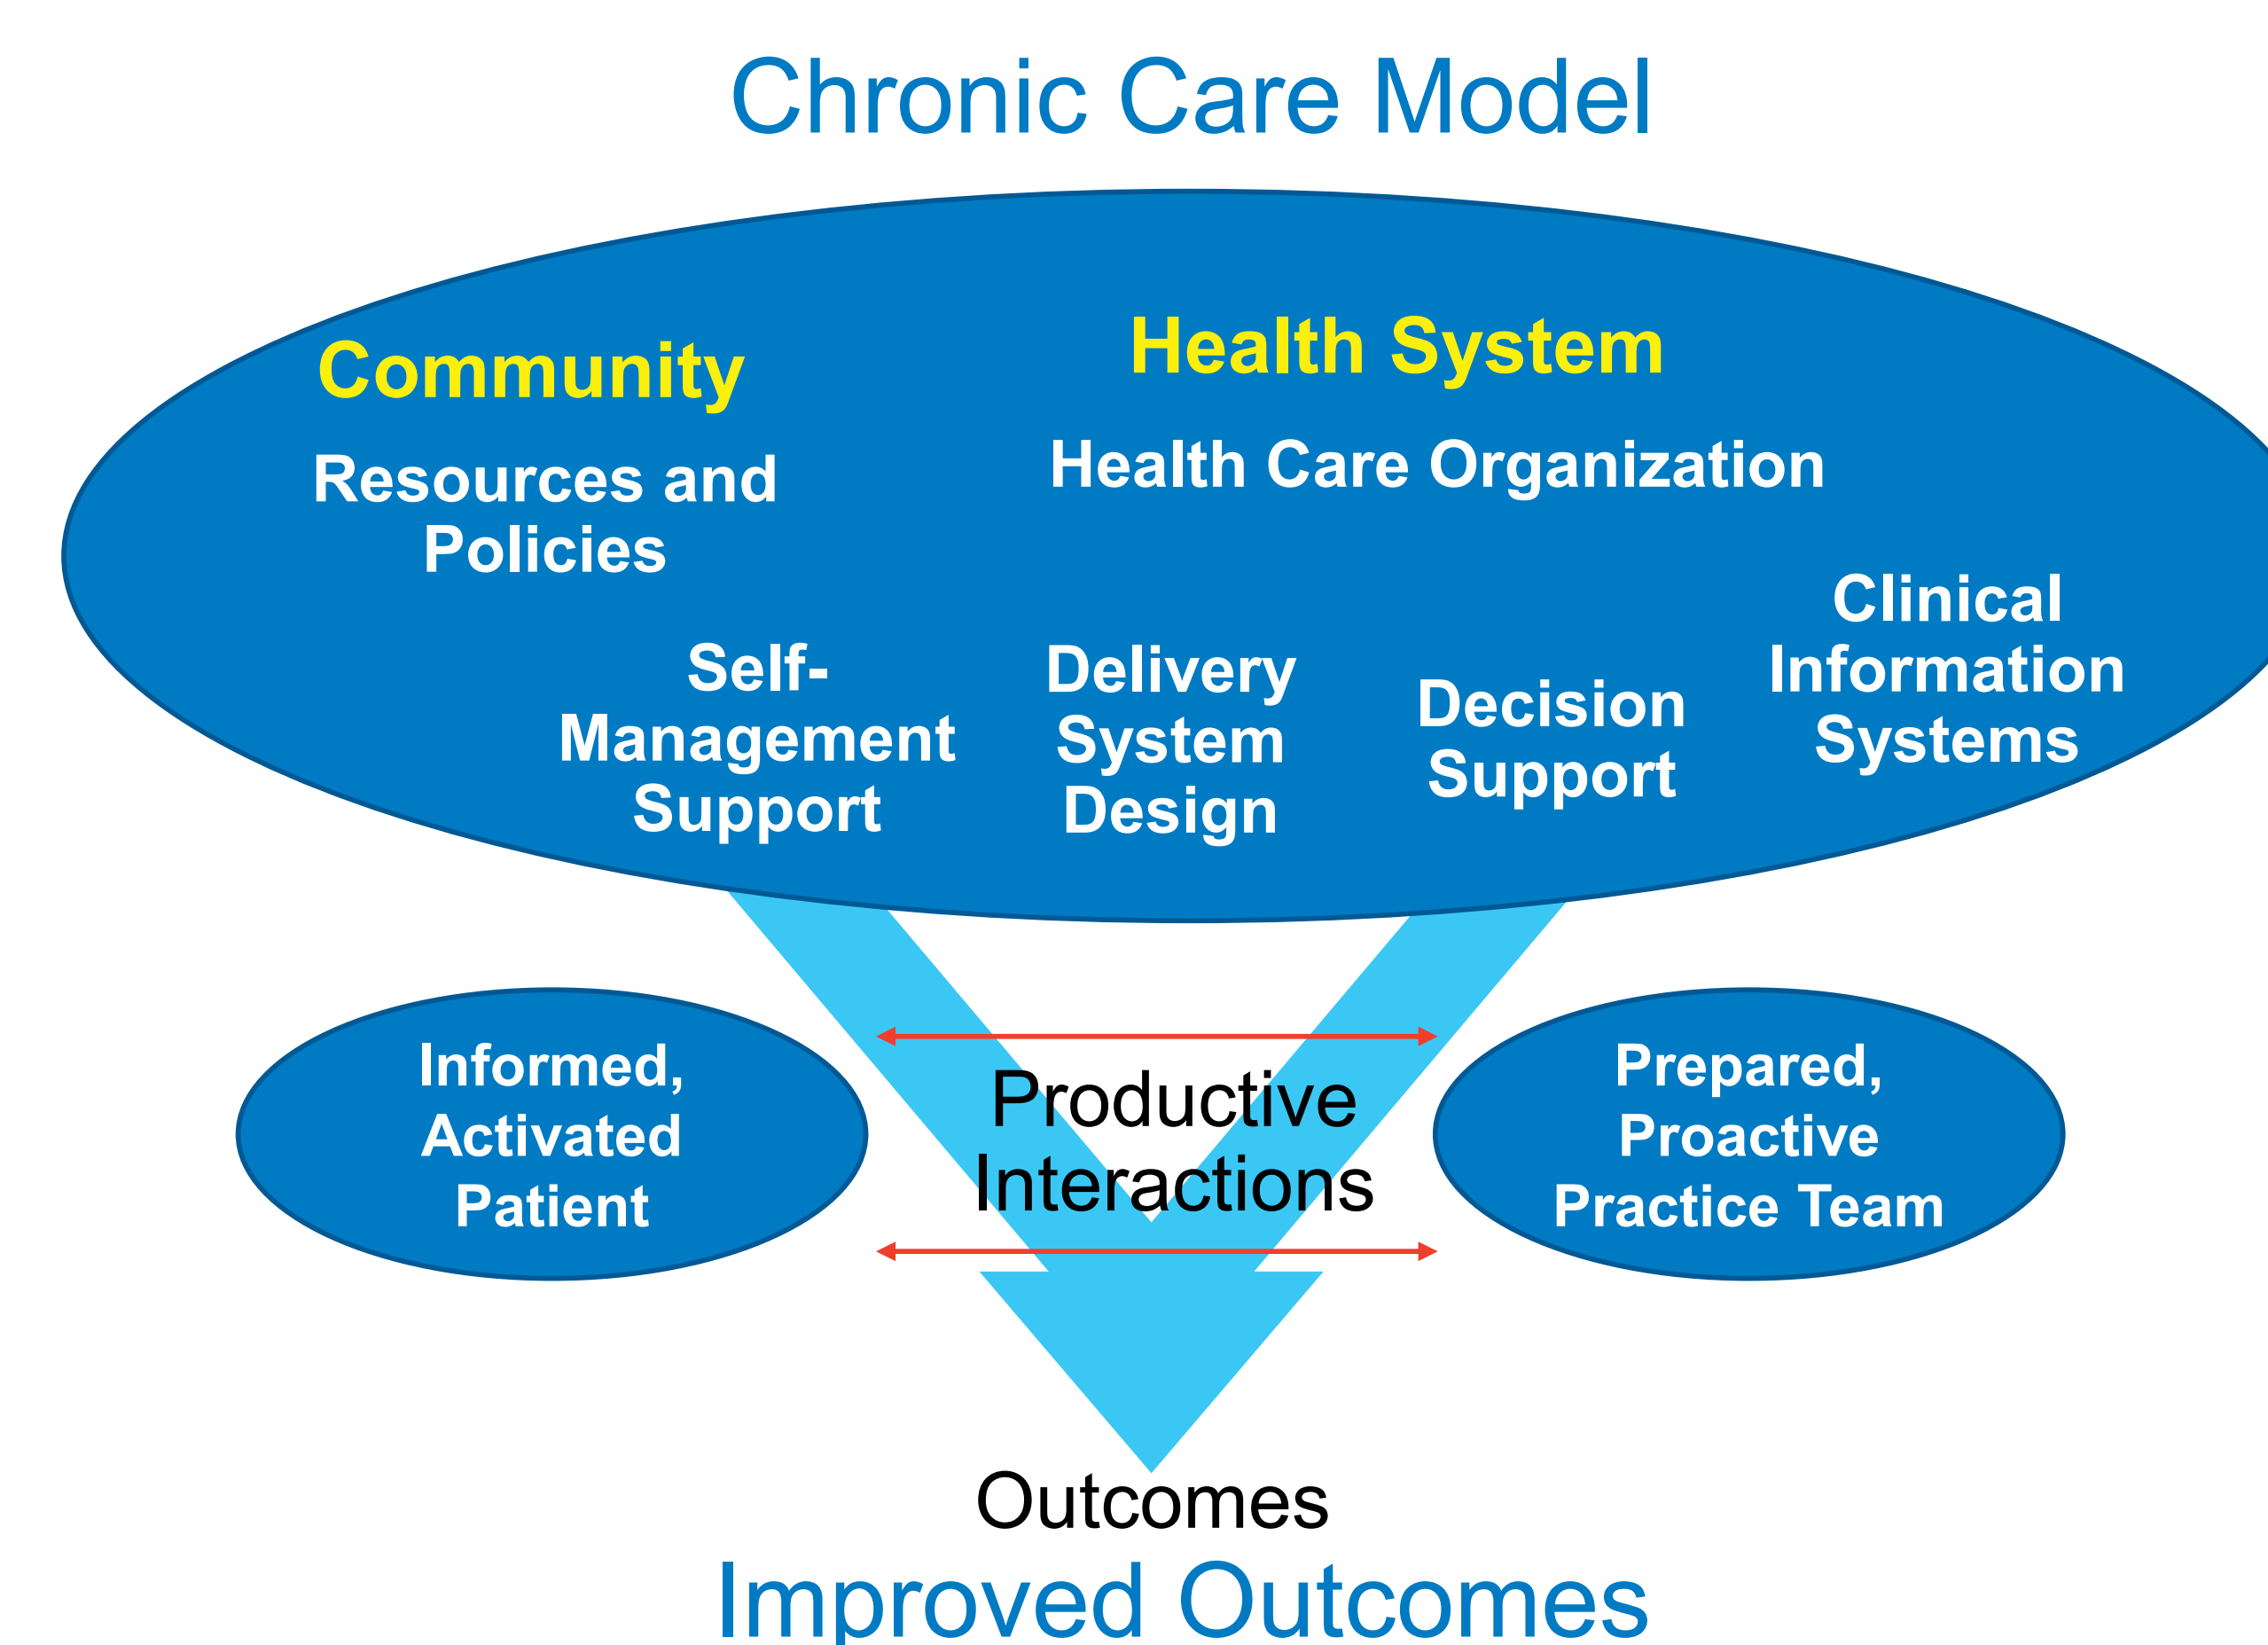 Chronic Care Model
Community
Resources and
Policies
Health System
Health Care Organization
Self-
Management
Support
Delivery
System
Design
Decision
Support
Clinical
Information
Systems
Informed,
Activated
Patient
Productive
Interactions
Prepared,
Proactive
Practice Team
Outcomes
Improved Outcomes